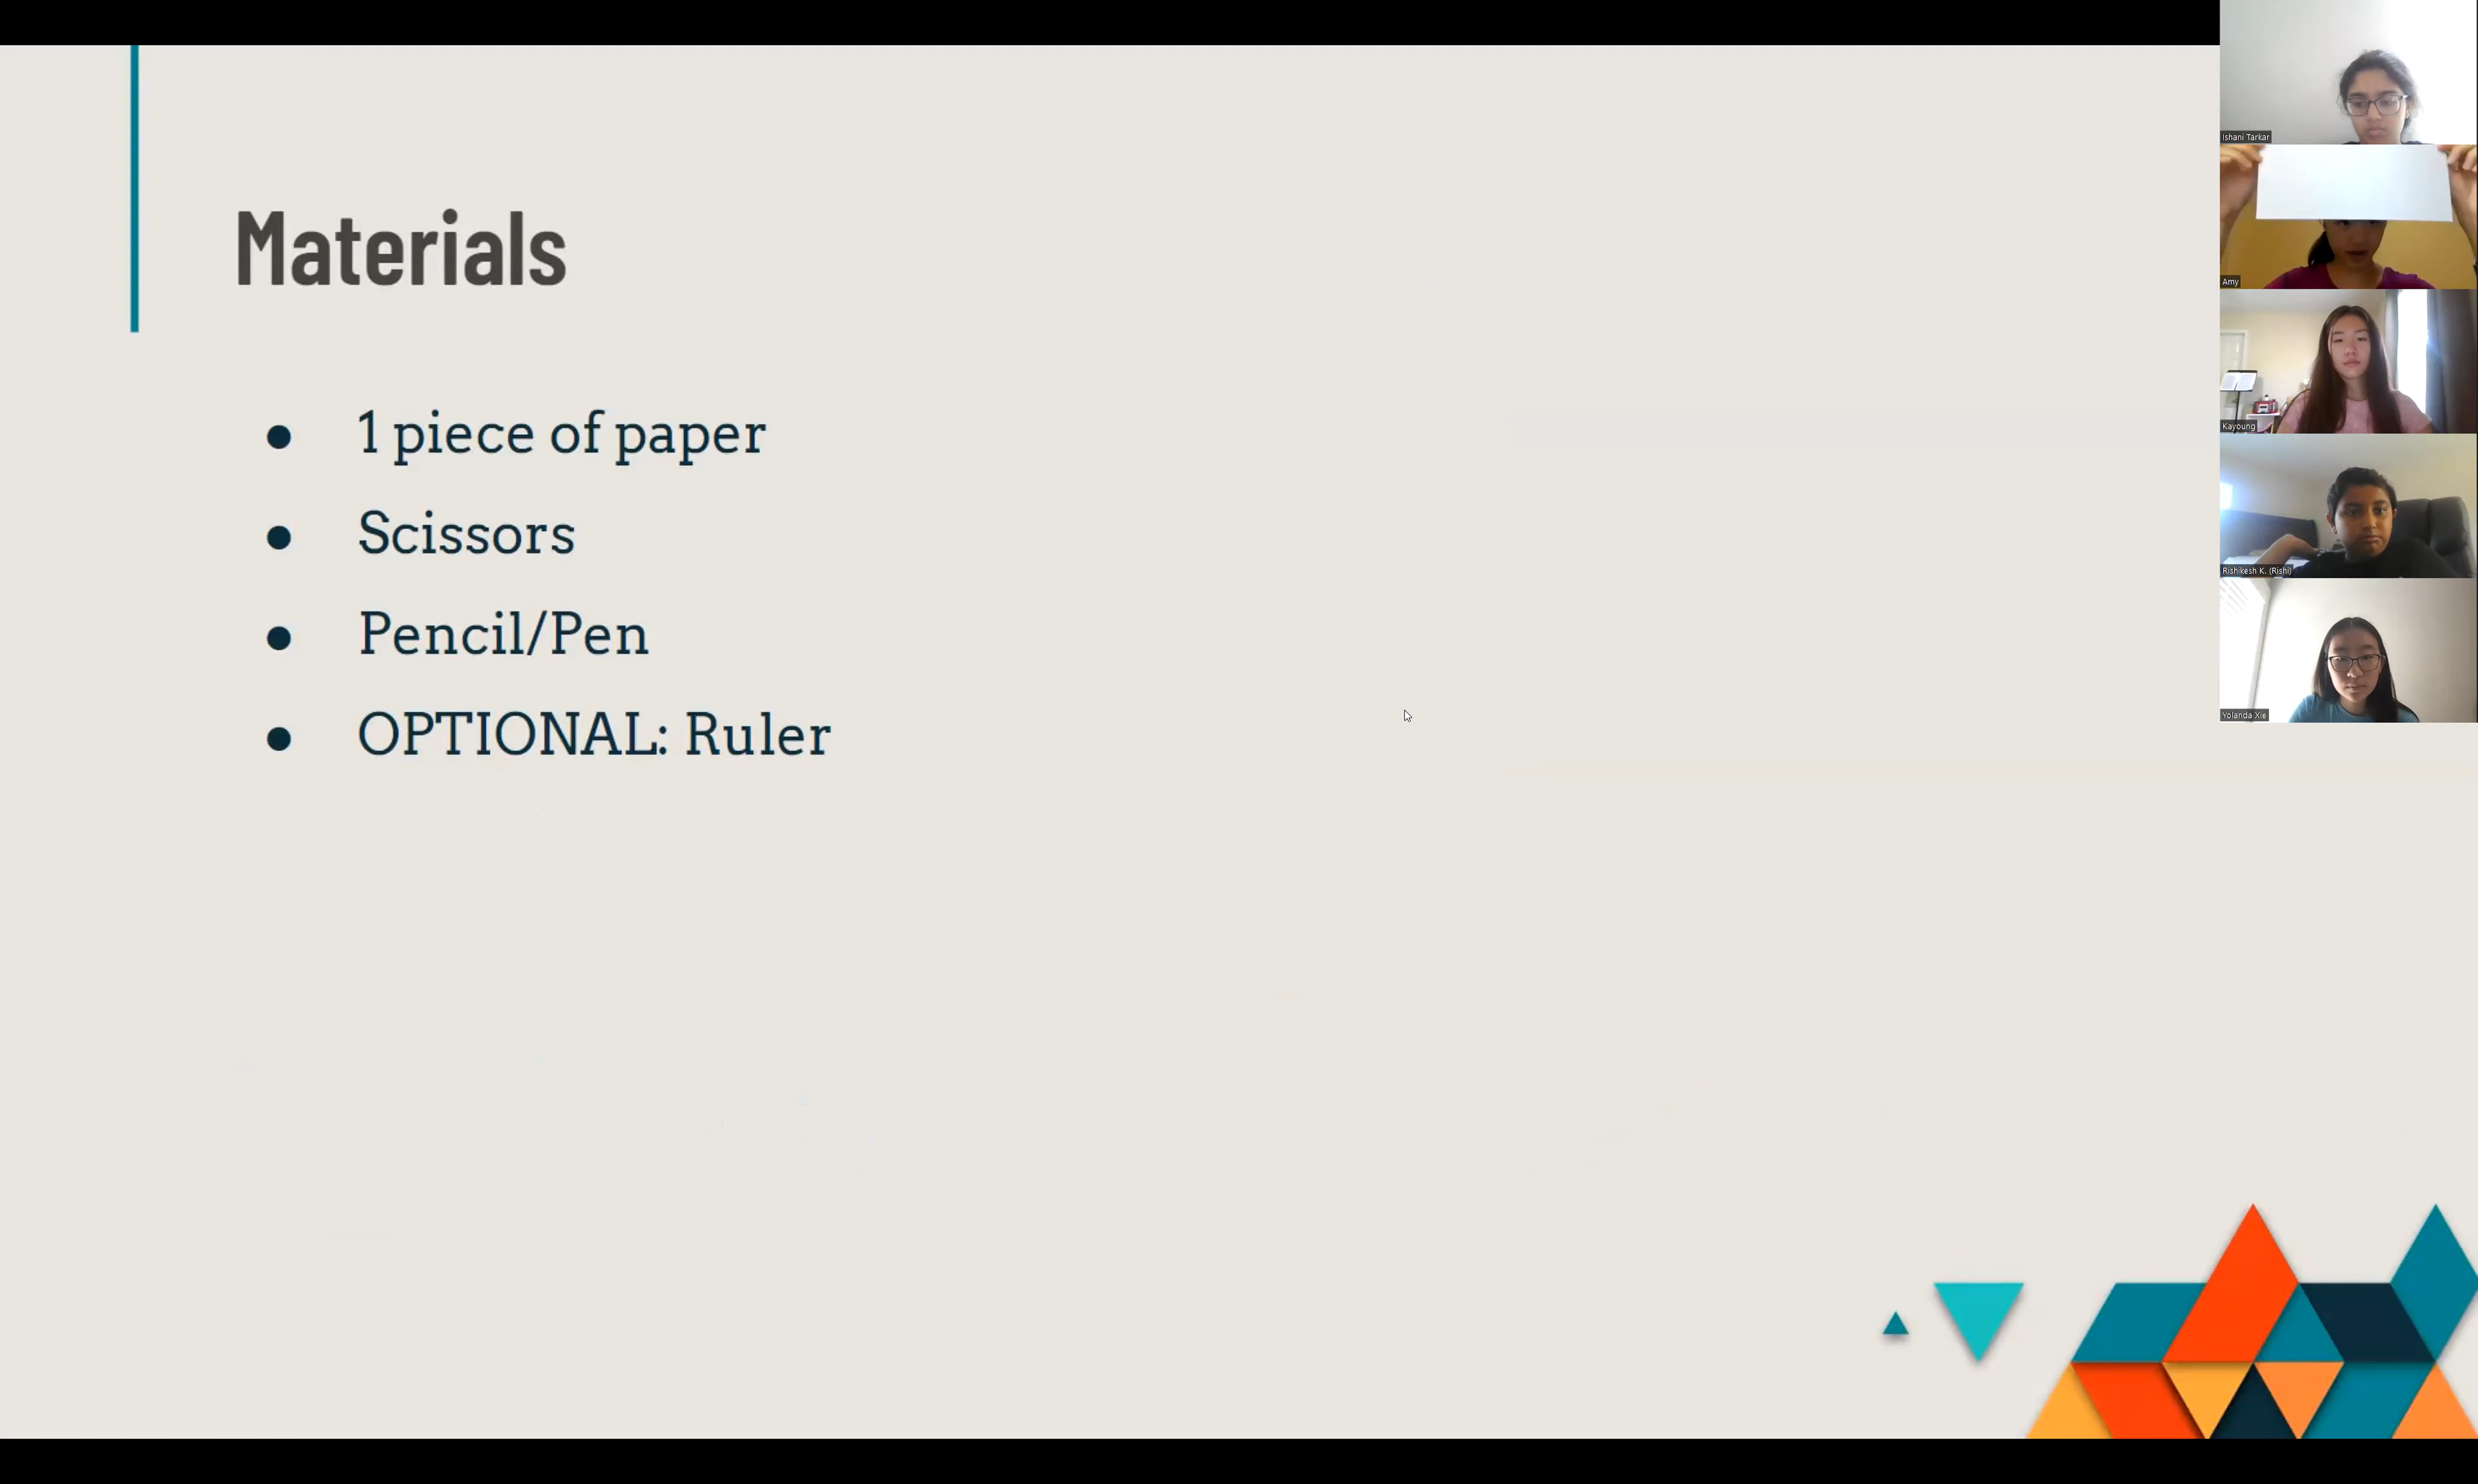 Materials
● 1 piece of paper
● Scissors
● Pencil/Pen
● OPTIONAL: Ruler
Ishani Tarkar
Amy
Kayoung
Rishikesh K. (Rishi)
Yolanda Xie